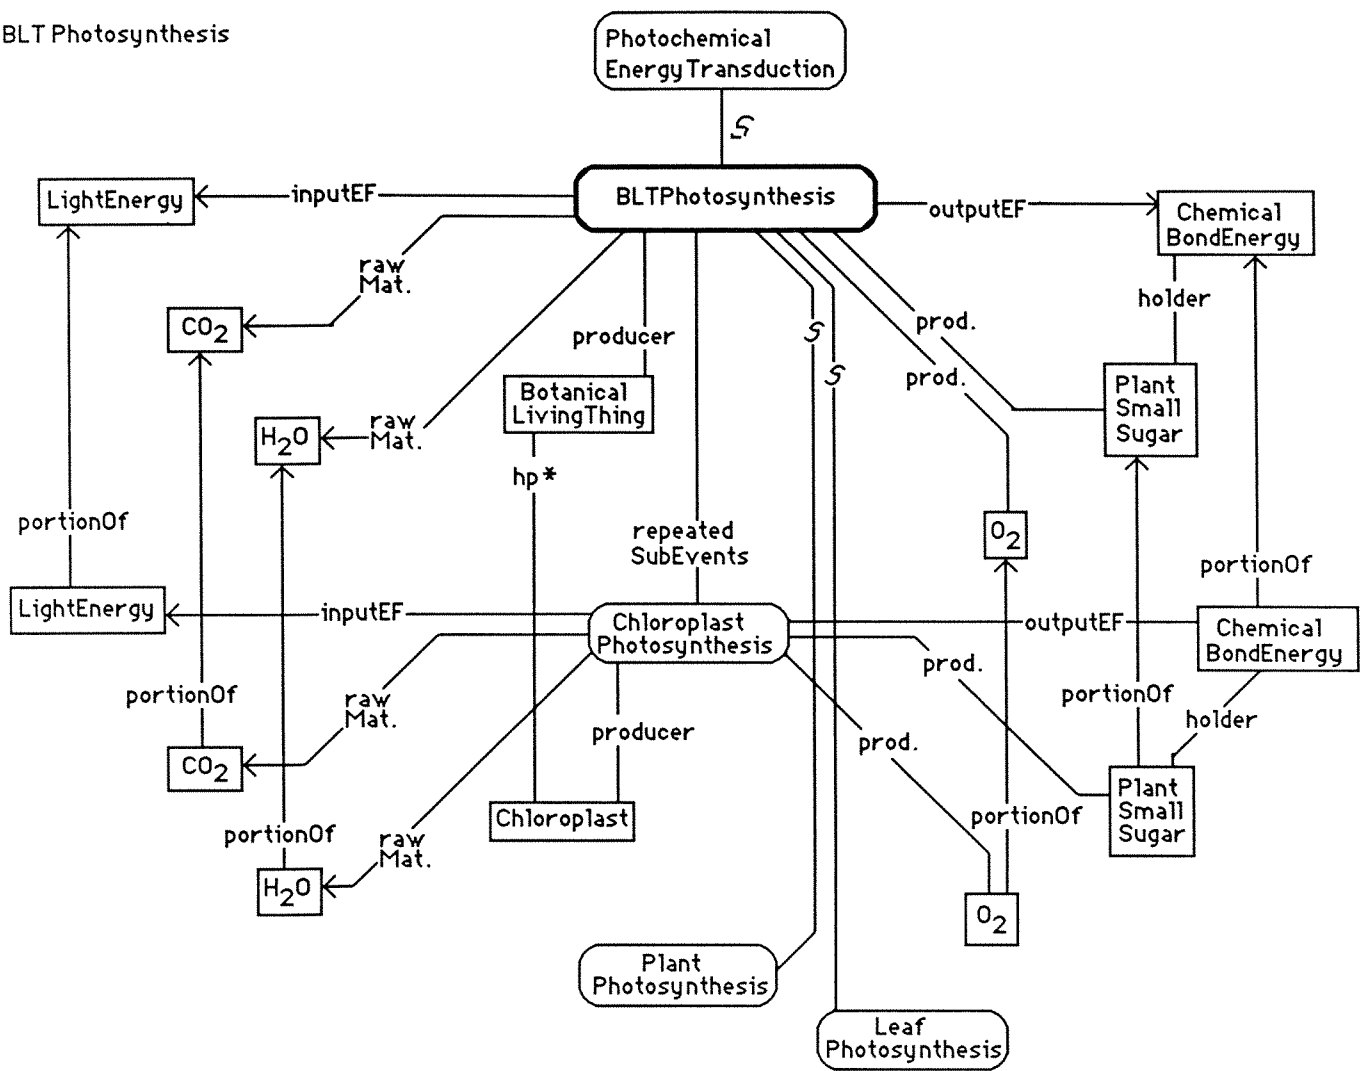 BLT Photosynthesis
Photochemical
EnergyTransduction
S
LightEnergy
inputEF
BLTPhotosynthesis
outputEF
Chemical
BondEnergy
raw
Mat.
holder
CO2
producer
S
prod.
S
prod.
Botanical
LivingThing
Plant
Small
Sugar
H2O
raw
Mat.
hp*
portionOf
repeated
SubEvents
O2
portionOf
LightEnergy
inputEF
Chloroplast
Photosynthesis
outputEF
Chemical
BondEnergy
prod.
portionOf
raw
Mat.
portionOf
holder
producer
prod.
CO2
Chloroplast
portionOf
Plant
Small
Sugar
portionOf
raw
Mat.
H2O
O2
Plant
Photosynthesis
Leaf
Photosynthesis